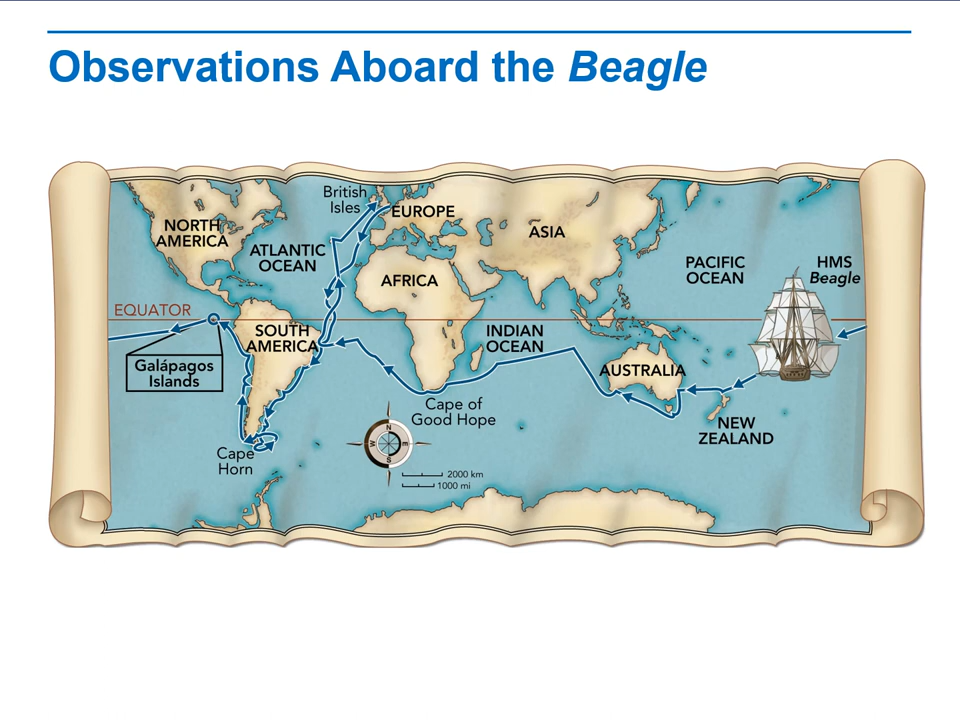 Observations Aboard the Beagle
British
Isles
EUROPE
NORTH
AMERICA
ATLANTIC
OCEAN
ASIA
AFRICA
PACIFIC
OCEAN
HMS
Beagle
EQUATOR
SOUTH
AMERICA
INDIAN
OCEAN
Galápagos
Islands
AUSTRALIA
Cape of
Good Hope
NEW
ZEALAND
Cape
Horn
N
W
E
S
2000 km
1000 mi